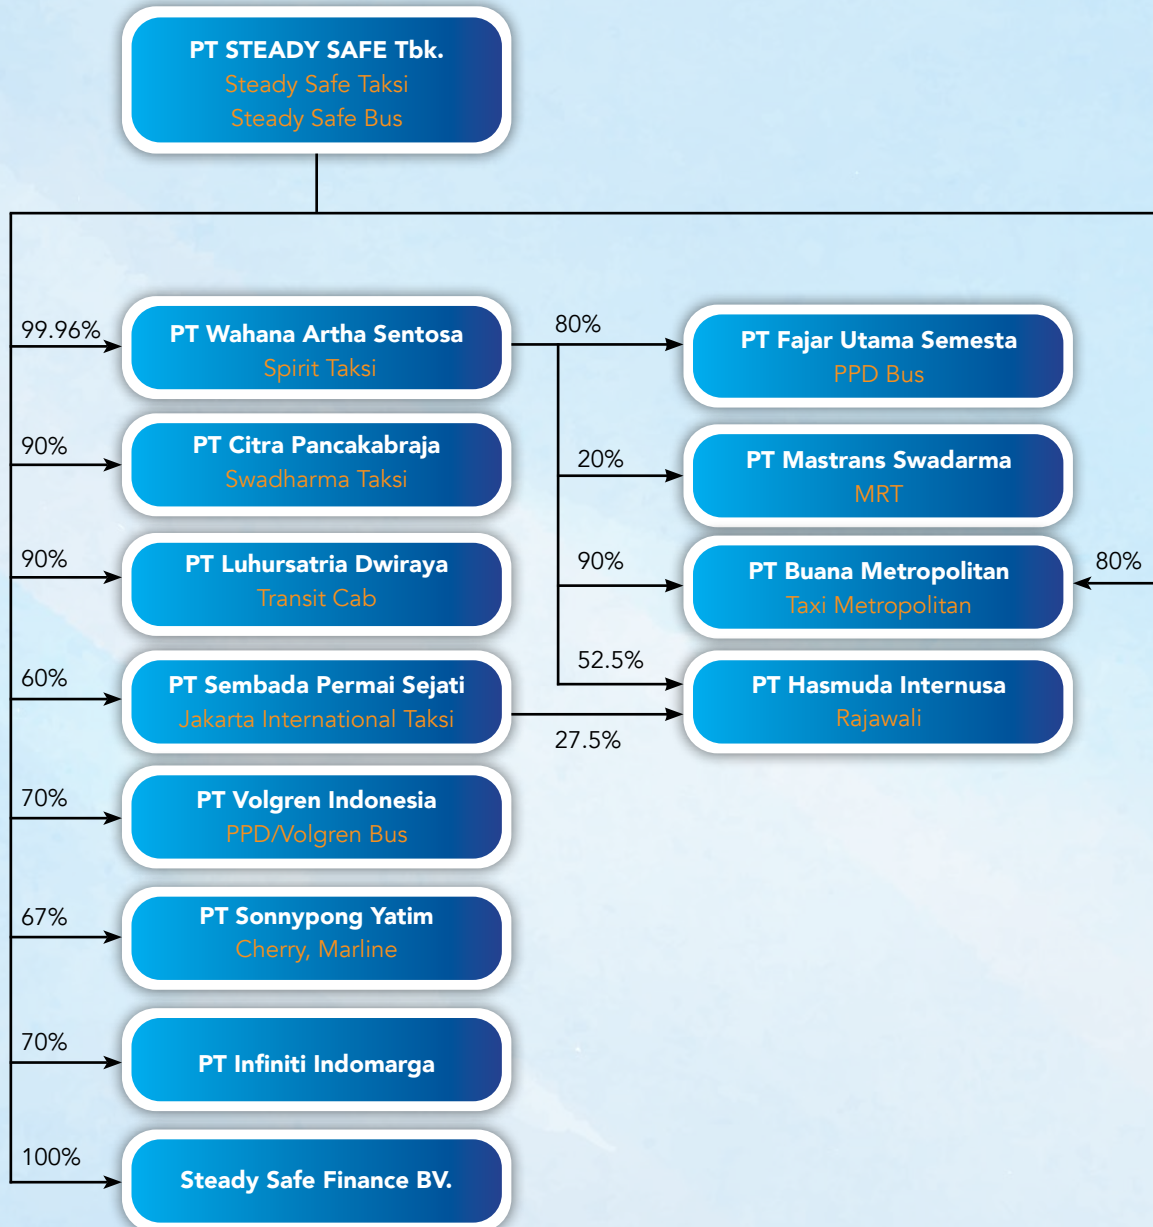 PT STEADY SAFE Tbk.
Steady Safe Taksi
Steady Safe Bus
99.96%
PT Wahana Artha Sentosa
Spirit Taksi
80%
PT Fajar Utama Semesta
PPD Bus
90%
PT Citra Pancakabraja
Swadharma Taksi
20%
PT Mastrans Swadarma
MRT
90%
PT Luhursatria Dwiraya
Transit Cab
90%
PT Buana Metropolitan
Taxi Metropolitan
80%
60%
PT Sembada Permai Sejati
Jakarta International Taksi
52.5%
27.5%
PT Hasmuda Internusa
Rajawali
70%
PT Volgren Indonesia
PPD/Volgren Bus
67%
PT Sonnypong Yatim
Cherry, Marline
70%
PT Infiniti Indomarga
100%
Steady Safe Finance BV.